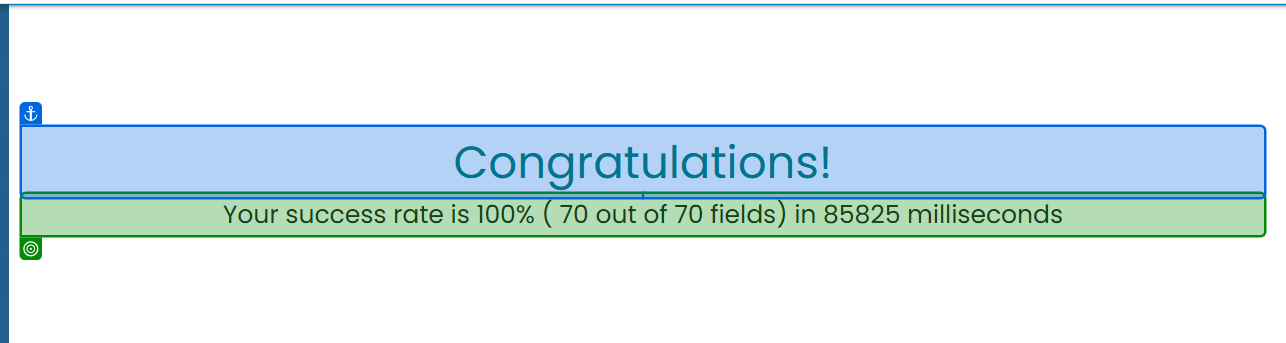 Congratulations!
Your success rate is 100% ( 70 out of 70 fields) in 85825 milliseconds